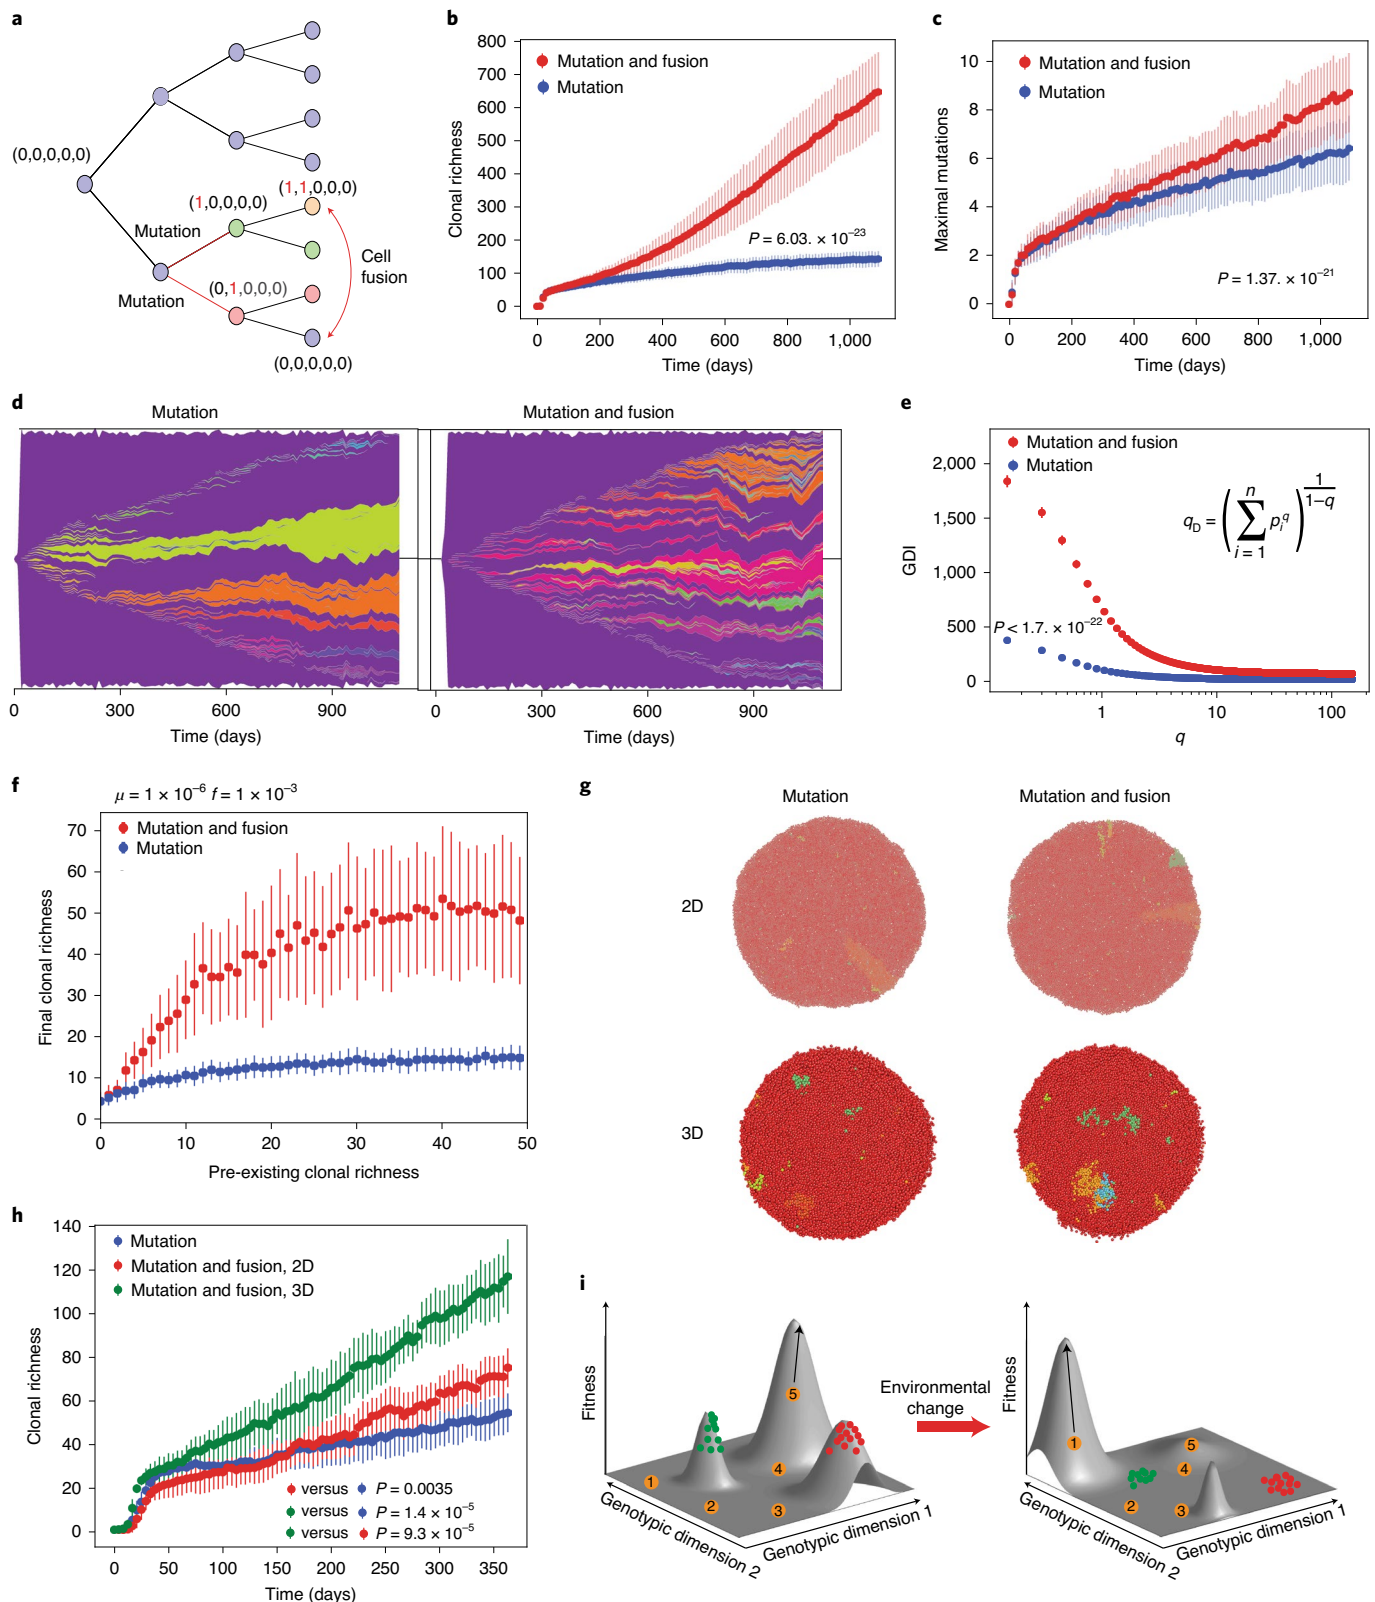 a
(0,0,0,0,0)
Mutation
Mutation
(1,0,0,0,0)
(1,1,0,0,0)
(0,1,0,0,0)
(0,0,0,0,0)
Cell
fusion
b
Mutation and fusion
Mutation
Clonal richness
800
700
600
500
400
300
200
100
0
P = 6.03. × 10⁻²³
0 200 400 600 800 1,000
Time (days)
c
Mutation and fusion
Mutation
Maximal mutations
10
8
6
4
2
0
P = 1.37. × 10⁻²¹
0 200 400 600 800 1,000
Time (days)
d
Mutation
0 300 600 900
Time (days)
Mutation and fusion
0 300 600 900
Time (days)
e
Mutation and fusion
Mutation
GDI
2,000
1,500
1,000
500
0
q_D = (∑ⁿ_{i = 1} p_i^q)^{1/(1−q)}
P < 1.7. × 10⁻²²
1 10 100
q
f
μ = 1 × 10⁻⁶ f = 1 × 10⁻³
Mutation and fusion
Mutation
Final clonal richness
70
60
50
40
30
20
10
0
0 10 20 30 40 50
Pre-existing clonal richness
g
Mutation
Mutation and fusion
2D
3D
h
Mutation
Mutation and fusion, 2D
Mutation and fusion, 3D
Clonal richness
140
120
100
80
60
40
20
0
versus P = 0.0035
versus P = 1.4 × 10⁻⁵
versus P = 9.3 × 10⁻⁵
0 50 100 150 200 250 300 350
Time (days)
i
Fitness
5
4
1
2
3
Genotypic dimension 2
Genotypic dimension 1
Environmental
change
Fitness
1
5
4
2
3
Genotypic dimension 2
Genotypic dimension 1